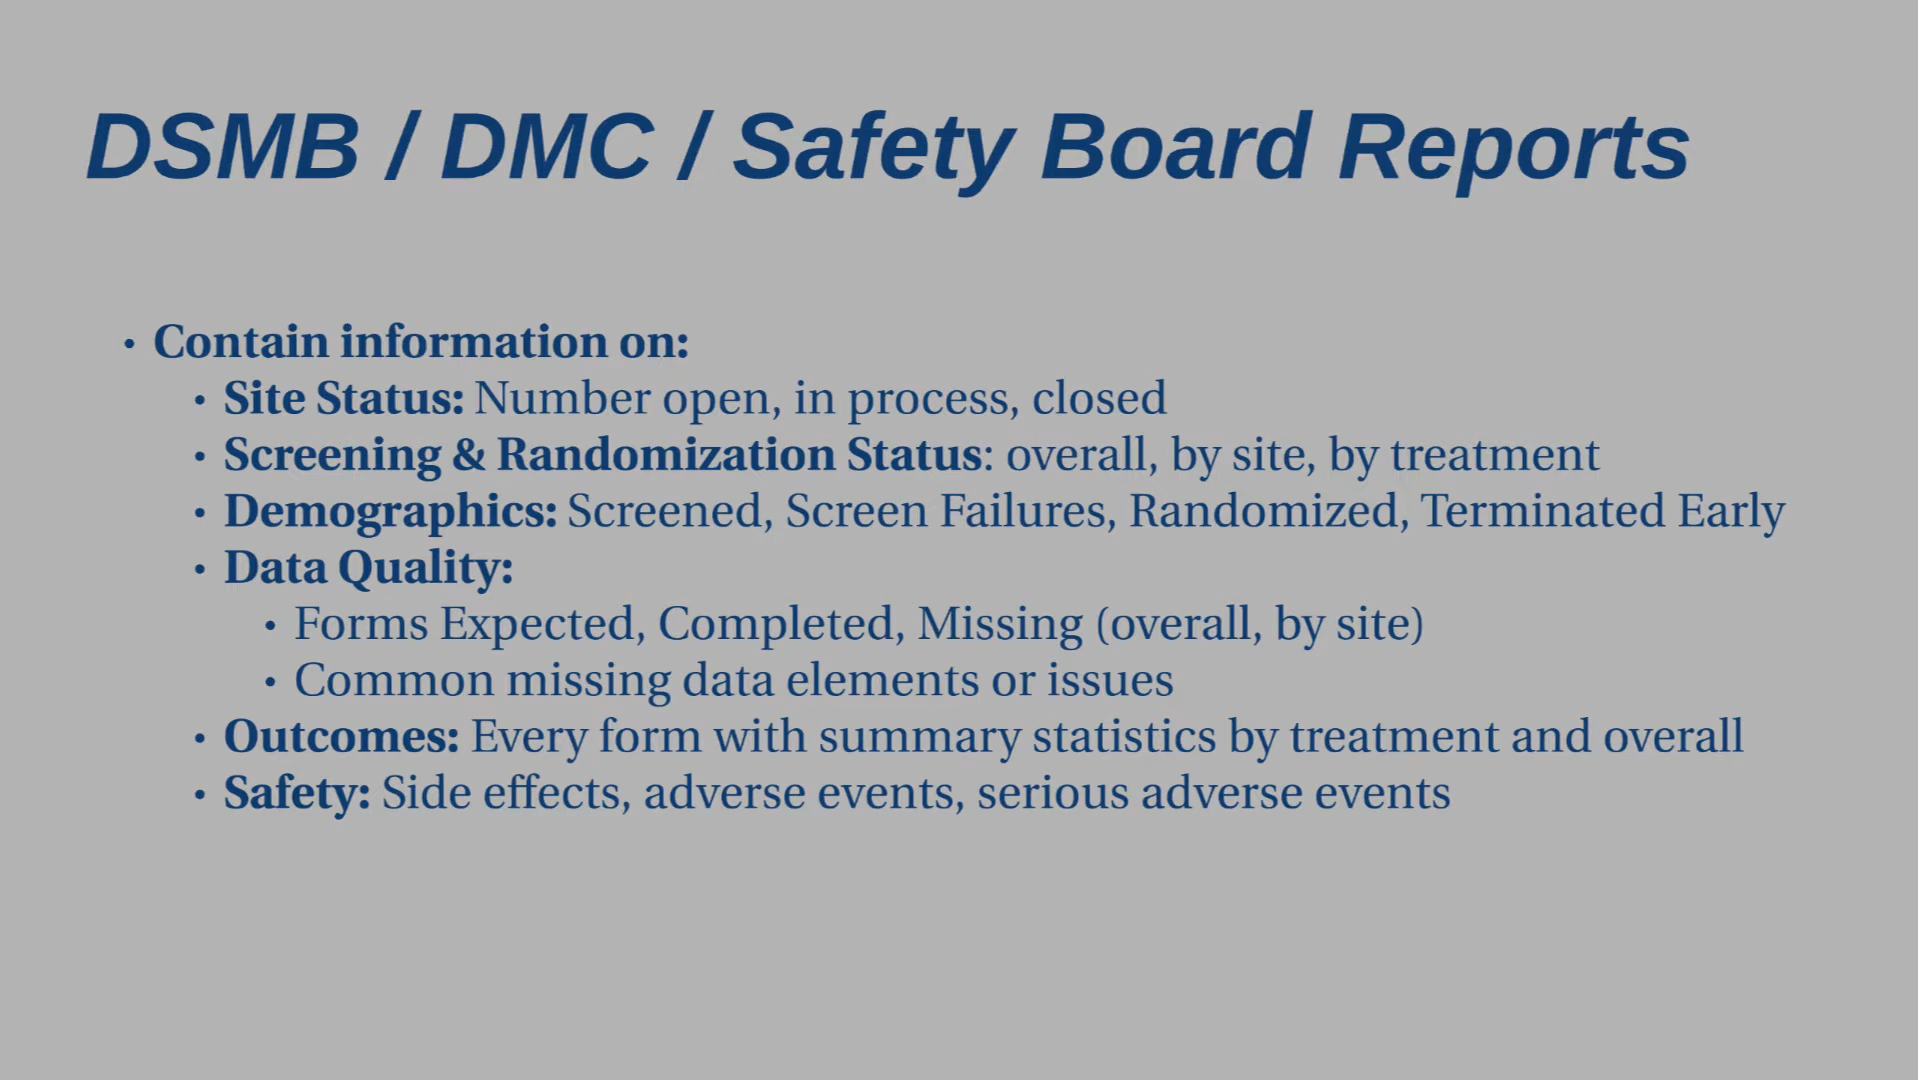 DSMB / DMC / Safety Board Reports
• Contain information on:
• Site Status: Number open, in process, closed
• Screening & Randomization Status: overall, by site, by treatment
• Demographics: Screened, Screen Failures, Randomized, Terminated Early
• Data Quality:
• Forms Expected, Completed, Missing (overall, by site)
• Common missing data elements or issues
• Outcomes: Every form with summary statistics by treatment and overall
• Safety: Side effects, adverse events, serious adverse events